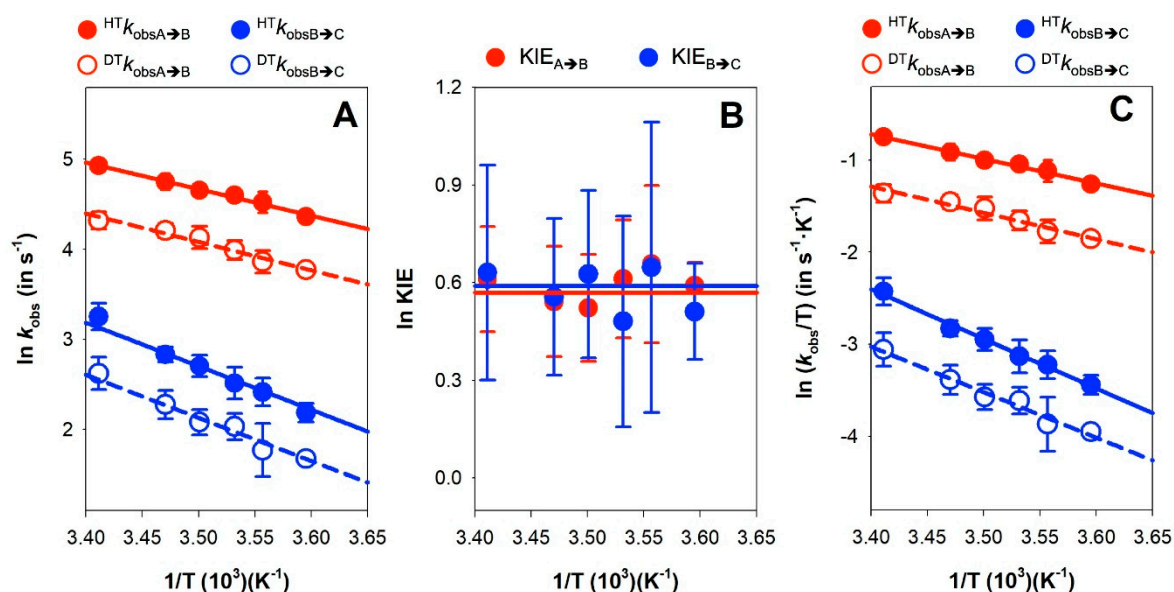 HTkobsA➔B HTkobsB➔C
DTkobsA➔B DTkobsB➔C
A
ln kobs (in s-1)
5
4
3
2
3.40 3.45 3.50 3.55 3.60 3.65
1/T (10³)(K⁻¹)
KIEA➔B KIEB➔C
B
ln KIE
1.2
0.9
0.6
0.3
0.0
3.40 3.45 3.50 3.55 3.60 3.65
1/T (10³)(K⁻¹)
HTkobsA➔B HTkobsB➔C
DTkobsA➔B DTkobsB➔C
C
ln (kobs/T) (in s-1·K-1)
-1
-2
-3
-4
3.40 3.45 3.50 3.55 3.60 3.65
1/T (10³)(K⁻¹)